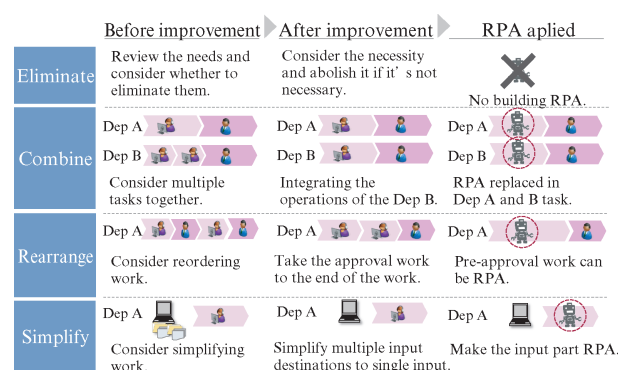 Before improvement
After improvement
RPA aplied
Eliminate
Review the needs and
consider whether to
eliminate them.
Consider the necessity
and abolish it if it’s not
necessary.
No building RPA.
Combine
Dep A
Dep B
Consider multiple
tasks together.
Dep A
Dep B
Integrating the
operations of the Dep B.
Dep A
Dep B
RPA replaced in
Dep A and B task.
Rearrange
Dep A
Consider reordering
work.
Dep A
Take the approval work
to the end of the work.
Dep A
Pre-approval work can
be RPA.
Simplify
Dep A
Consider simplifying
work.
Dep A
Simplify multiple input
destinations to single input.
Dep A
Make the input part RPA.